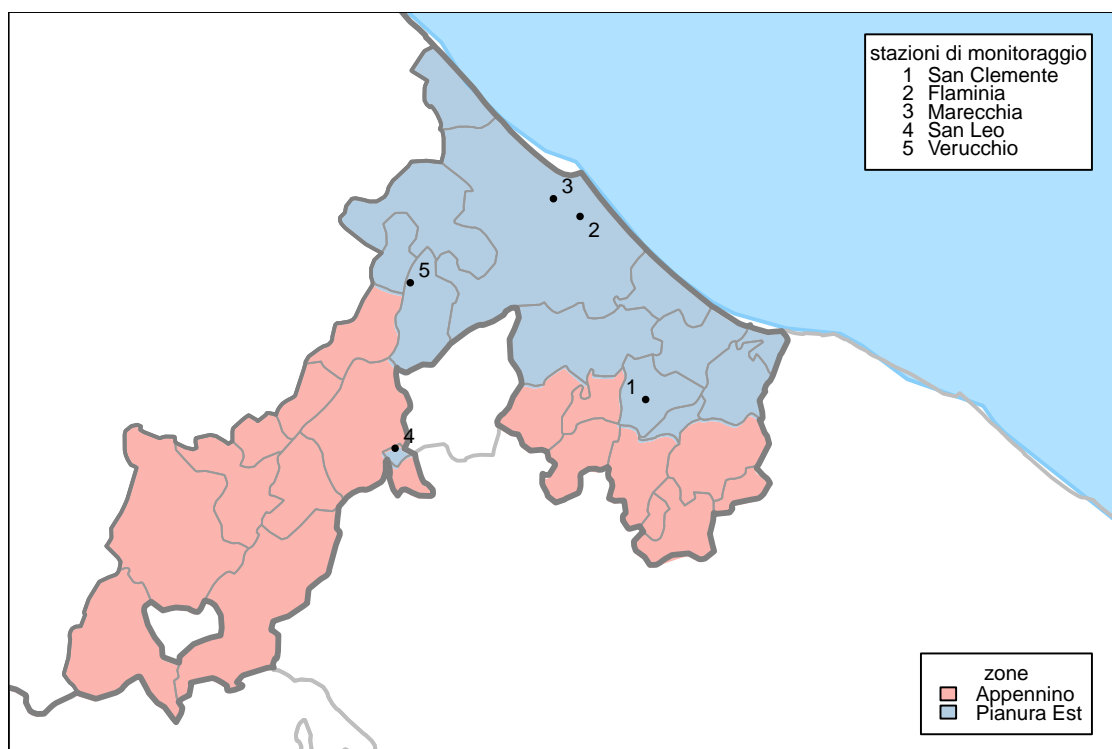 stazioni di monitoraggio
1 San Clemente
2 Flaminia
3 Marecchia
4 San Leo
5 Verucchio
3
2
5
1
4
zone
Appennino
Pianura Est